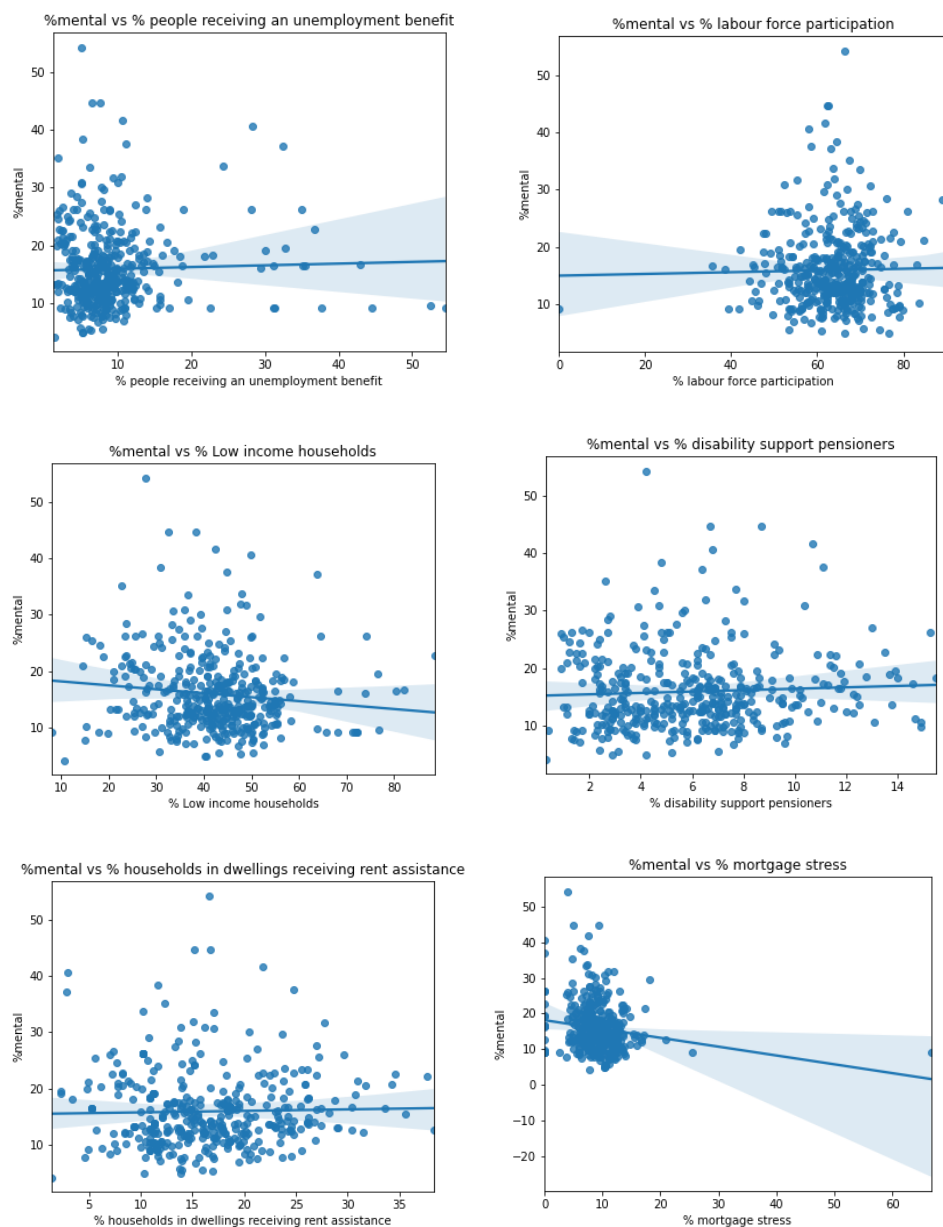 %mental vs % people receiving an unemployment benefit
%mental
50
40
30
20
10
10 20 30 40 50
% people receiving an unemployment benefit
%mental vs % labour force participation
%mental
50
40
30
20
10
0 20 40 60 80
% labour force participation
%mental vs % Low income households
%mental
50
40
30
20
10
10 20 30 40 50 60 70 80
% Low income households
%mental vs % disability support pensioners
%mental
50
40
30
20
10
2 4 6 8 10 12 14
% disability support pensioners
%mental vs % households in dwellings receiving rent assistance
%mental
50
40
30
20
10
5 10 15 20 25 30 35
% households in dwellings receiving rent assistance
%mental vs % mortgage stress
%mental
50
40
30
20
10
0
−10
−20
0 10 20 30 40 50 60
% mortgage stress